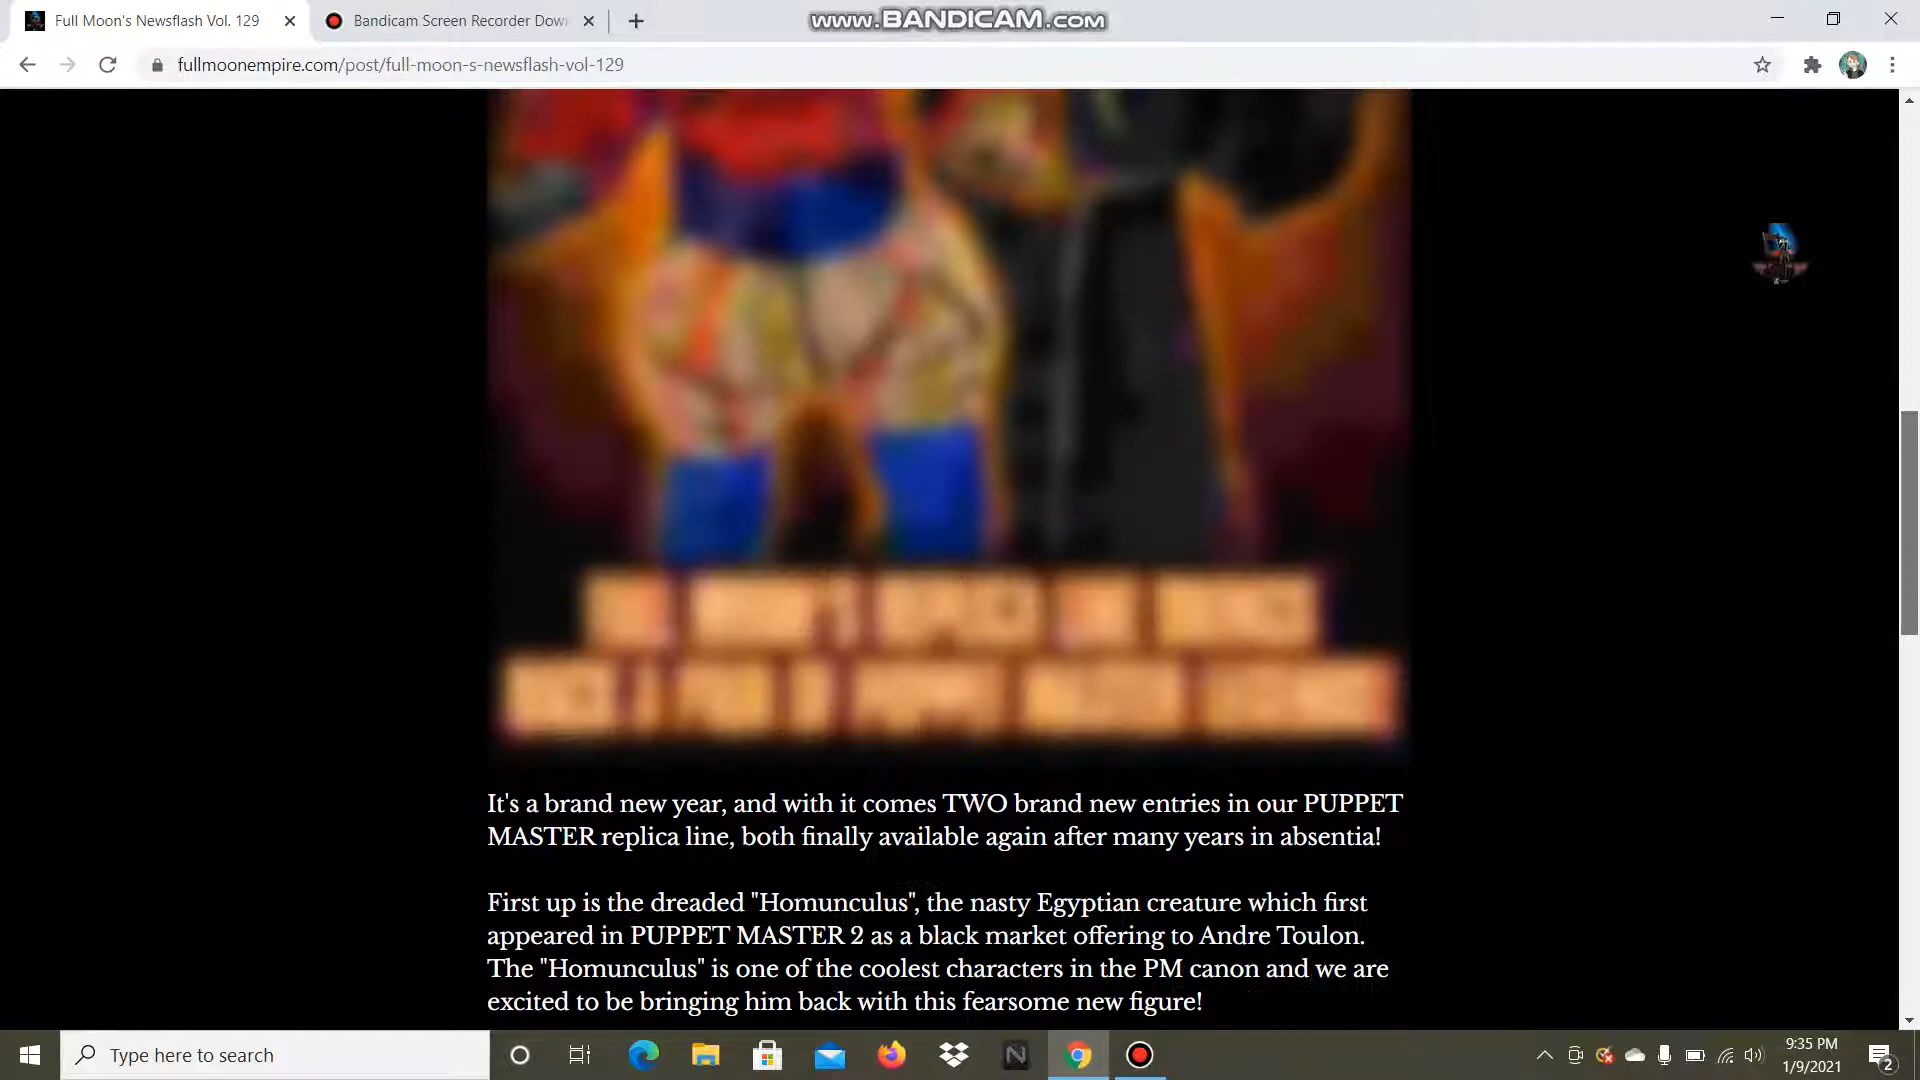 Full Moon's Newsflash Vol. 129
Bandicam Screen Recorder Dow
www.BANDICAM.com
fullmoonempire.com/post/full-moon-s-newsflash-vol-129
It's a brand new year, and with it comes TWO brand new entries in our PUPPET
MASTER replica line, both finally available again after many years in absentia!
First up is the dreaded "Homunculus", the nasty Egyptian creature which first
appeared in PUPPET MASTER 2 as a black market offering to Andre Toulon.
The "Homunculus" is one of the coolest characters in the PM canon and we are
excited to be bringing him back with this fearsome new figure!
Type here to search
N
9:35 PM
1/9/2021
2